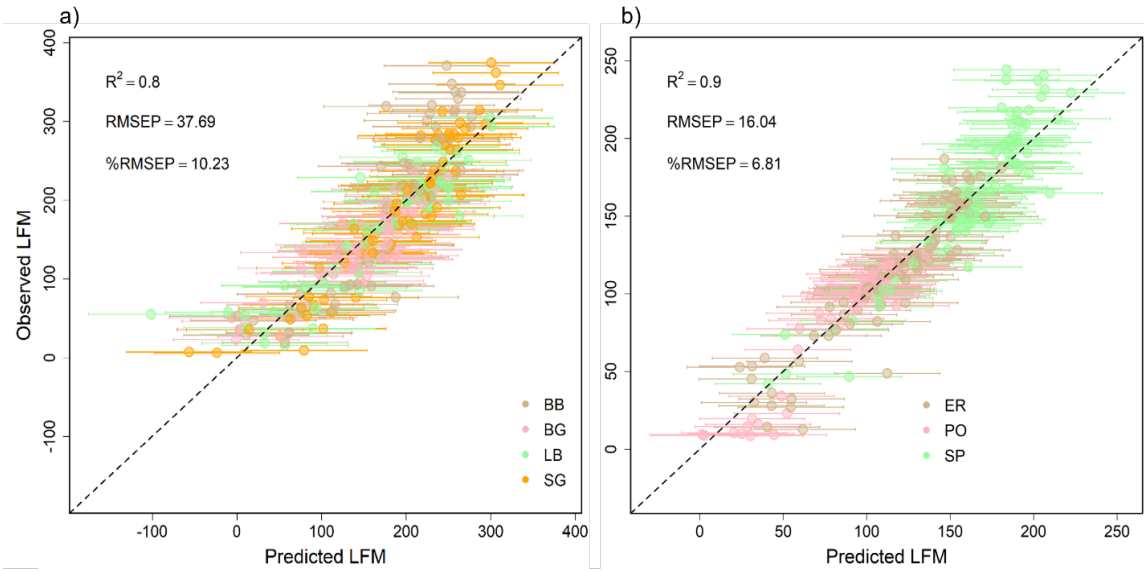 a)
R² = 0.8
RMSEP = 37.69
%RMSEP = 10.23
Observed LFM
400
300
200
100
0
-100
BB
BG
LB
SG
-100 0 100 200 300 400
Predicted LFM
b)
R² = 0.9
RMSEP = 16.04
%RMSEP = 6.81
250
200
150
100
50
0
ER
PO
SP
0 50 100 150 200 250
Predicted LFM